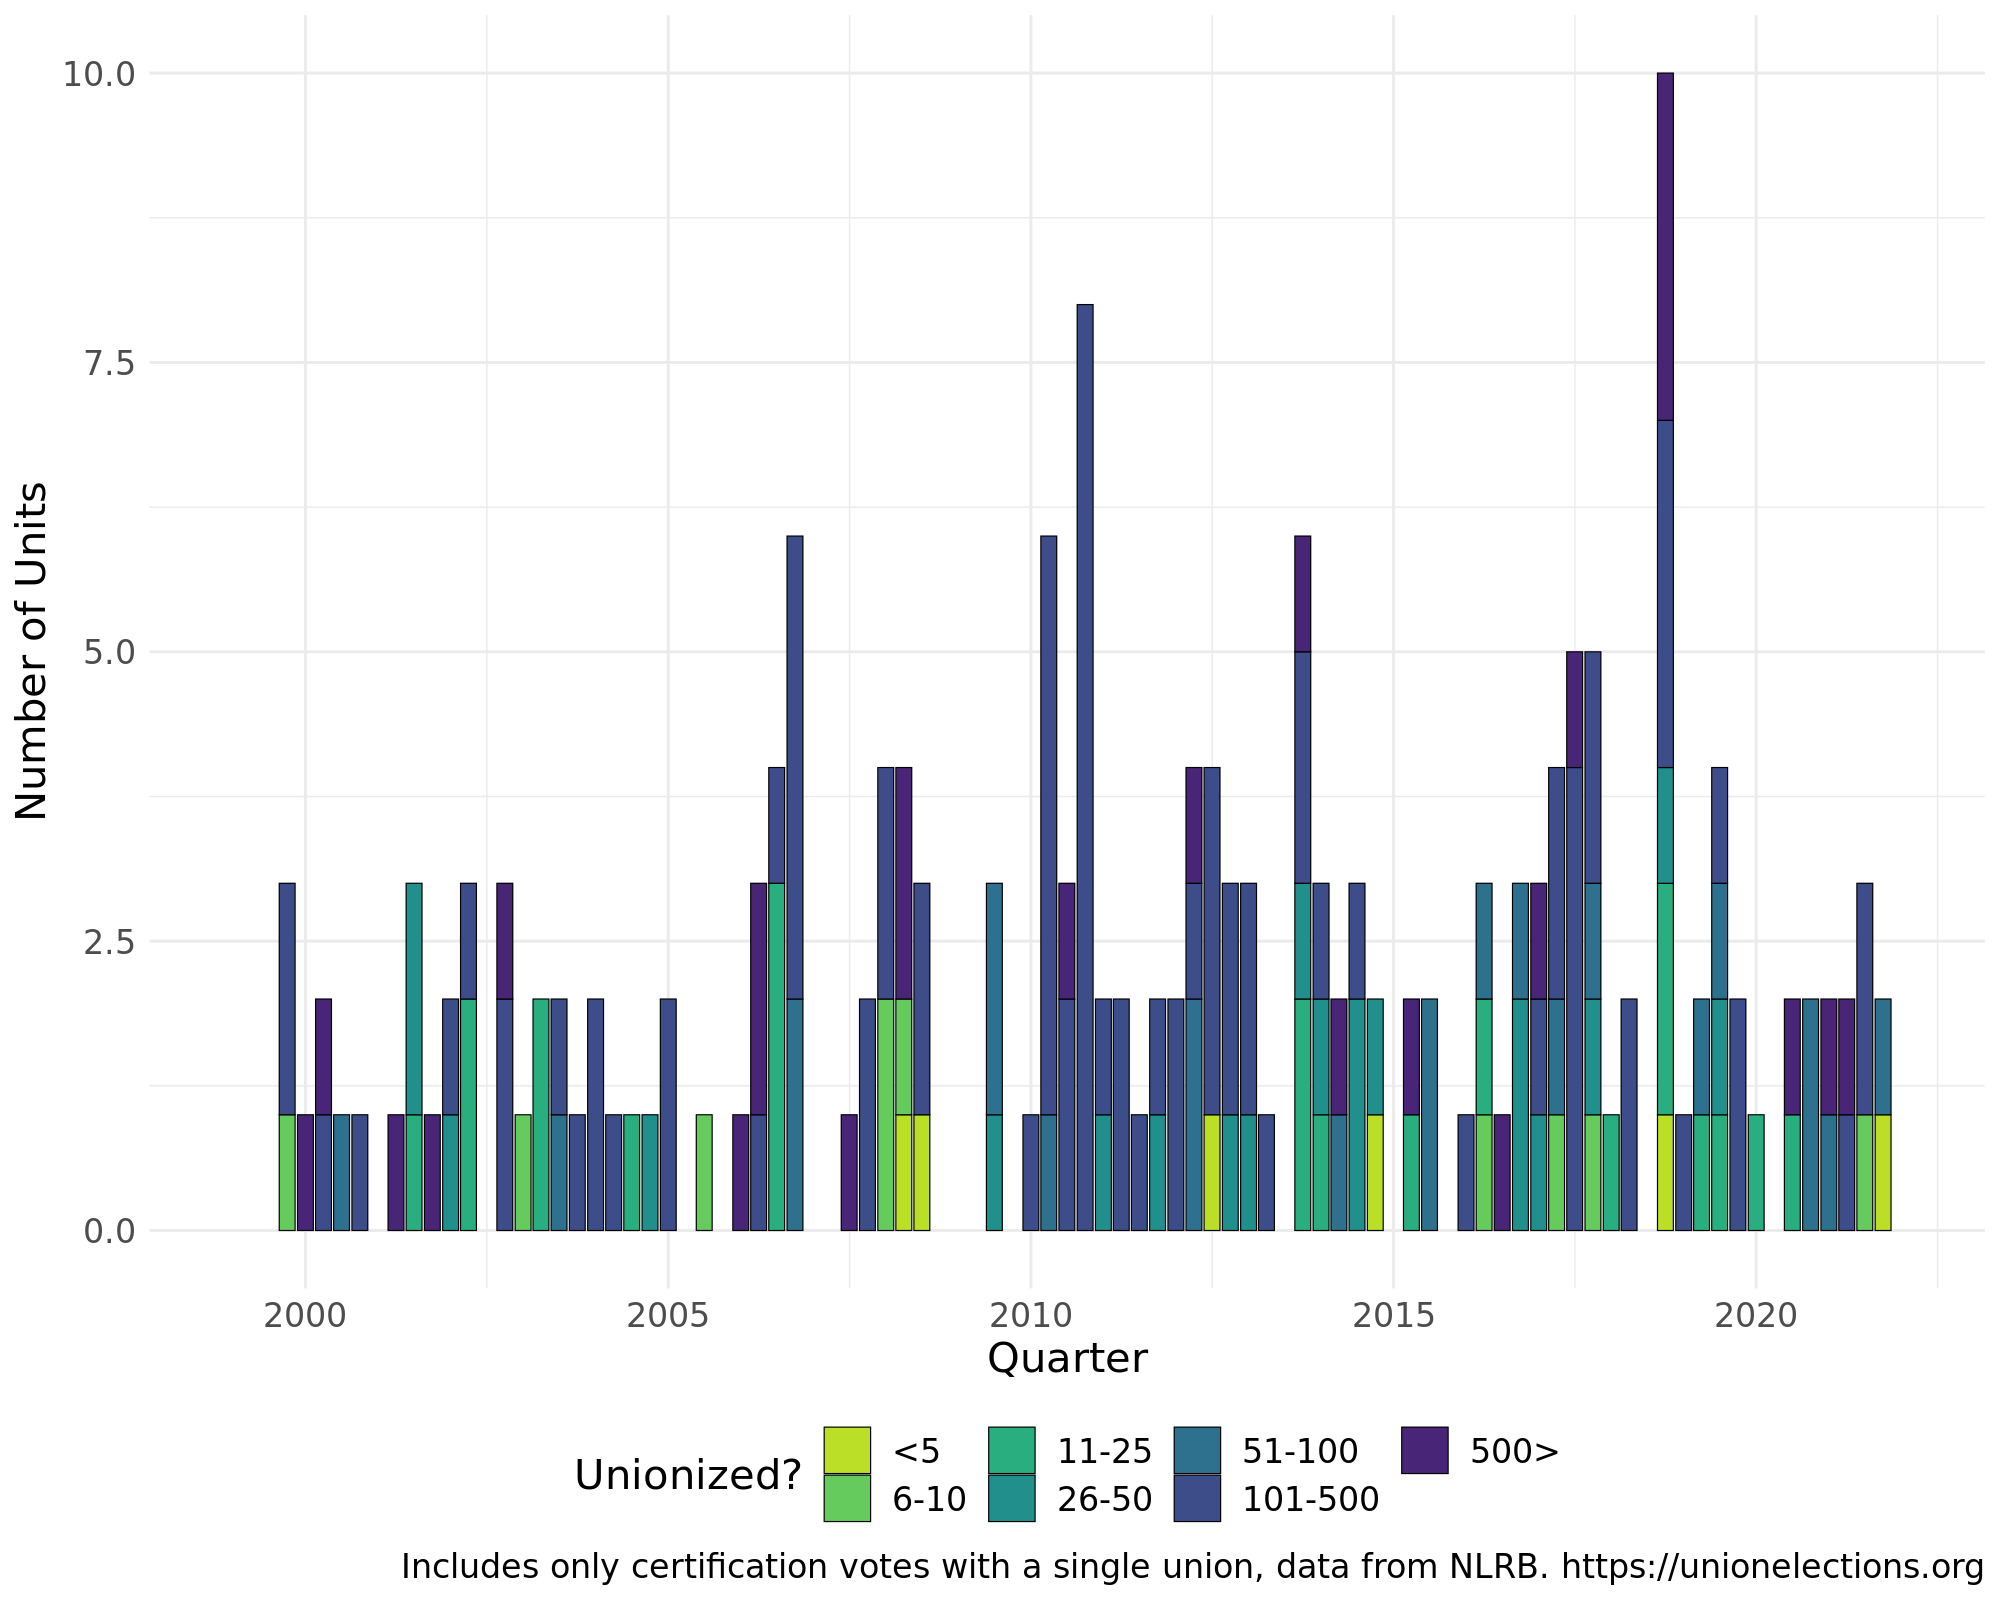 10.0
7.5
5.0
2.5
0.0
Number of Units
2000 2005 2010 2015 2020
Quarter
Unionized?
<5 11-25 51-100 500>
6-10 26-50 101-500
Includes only certification votes with a single union, data from NLRB. https://unionelections.org